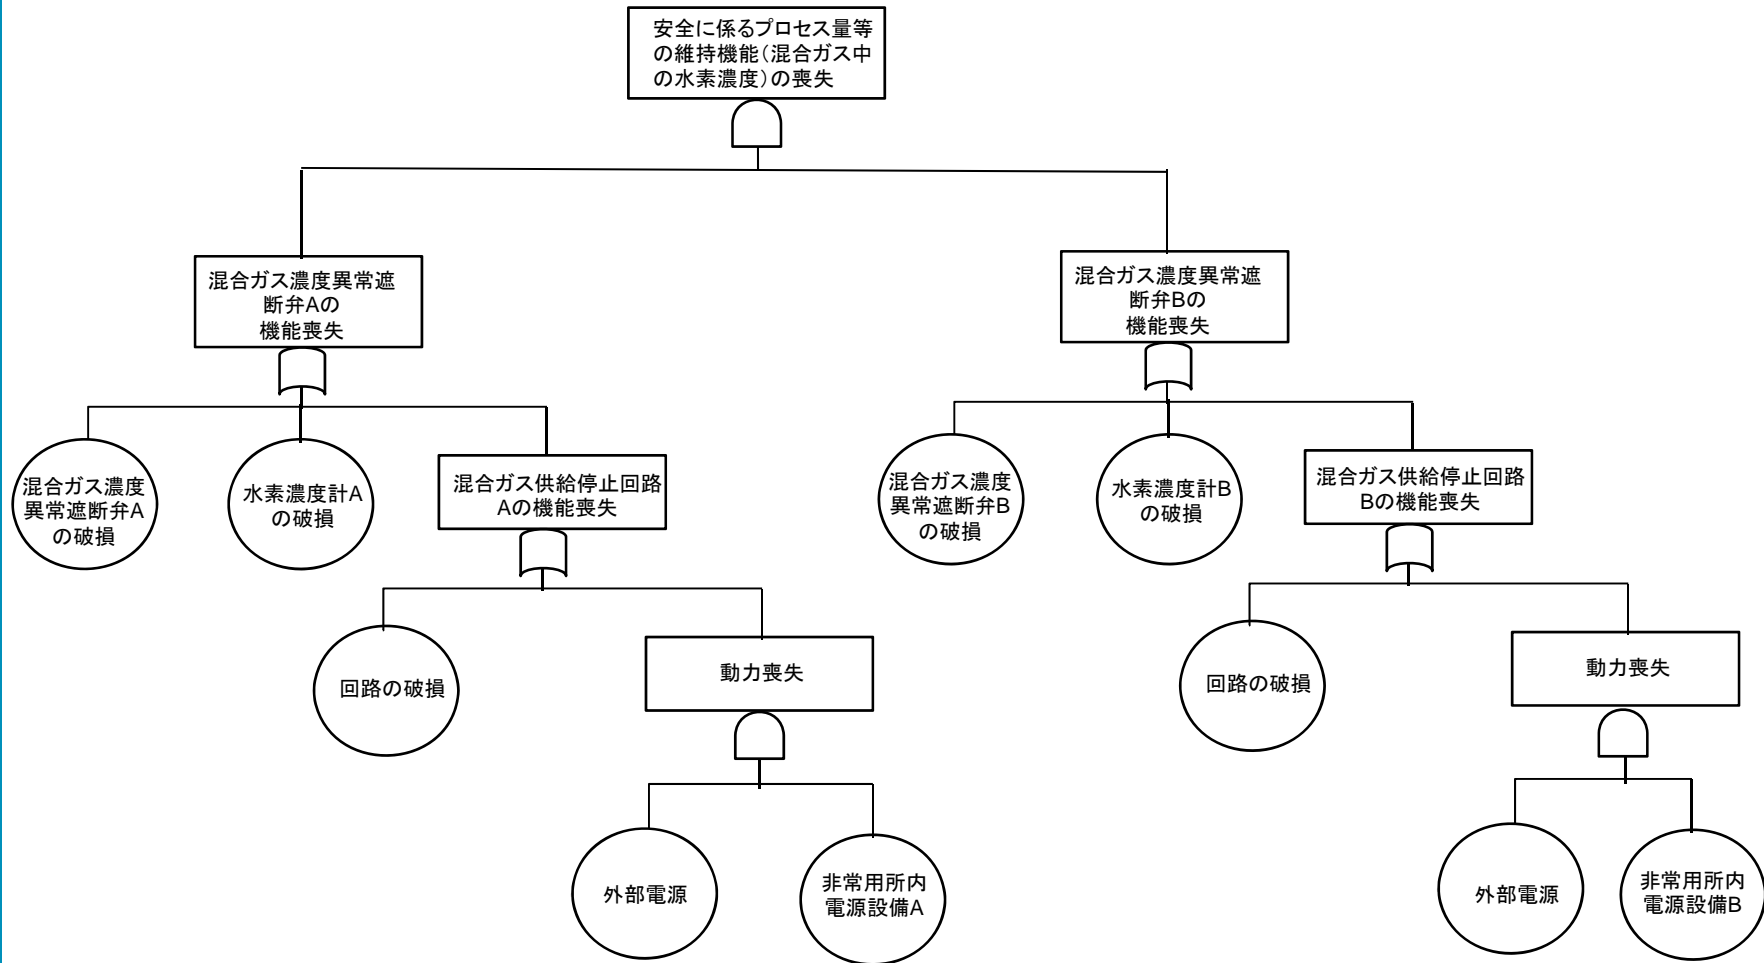 安全に係るプロセス量等
の維持機能（混合ガス中
の水素濃度）の喪失
混合ガス濃度異常遮
断弁Aの
機能喪失
混合ガス濃度異常遮
断弁Bの
機能喪失
混合ガス濃度
異常遮断弁A
の破損
水素濃度計A
の破損
混合ガス供給停止回路
Aの機能喪失
混合ガス濃度
異常遮断弁B
の破損
水素濃度計B
の破損
混合ガス供給停止回路
Bの機能喪失
回路の破損
動力喪失
回路の破損
動力喪失
外部電源
非常用所内
電源設備A
外部電源
非常用所内
電源設備B